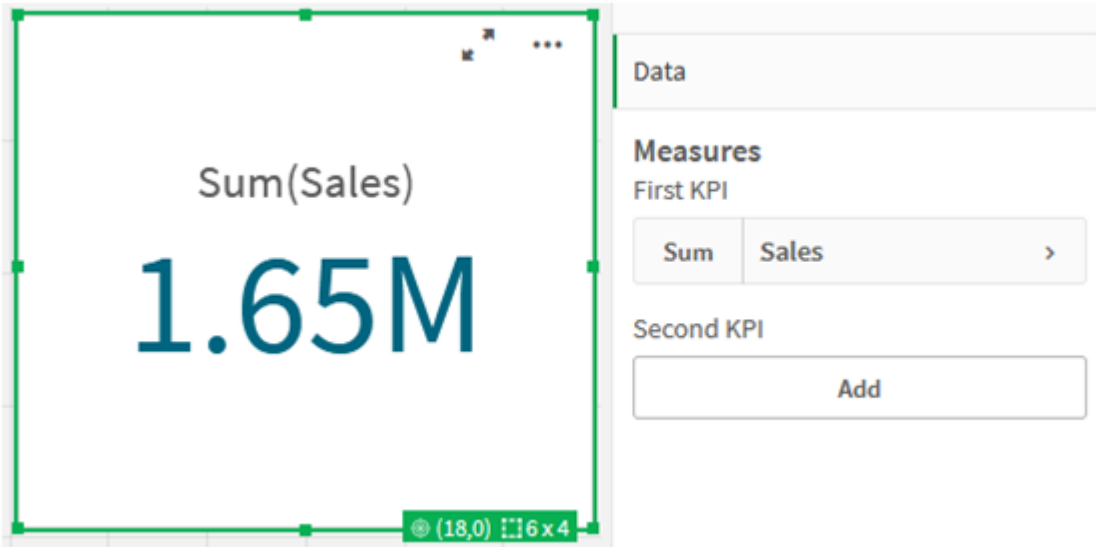 Sum(Sales)
1.65M
(18,0) 6 x 4
Data
Measures
First KPI
Sum Sales
Second KPI
Add